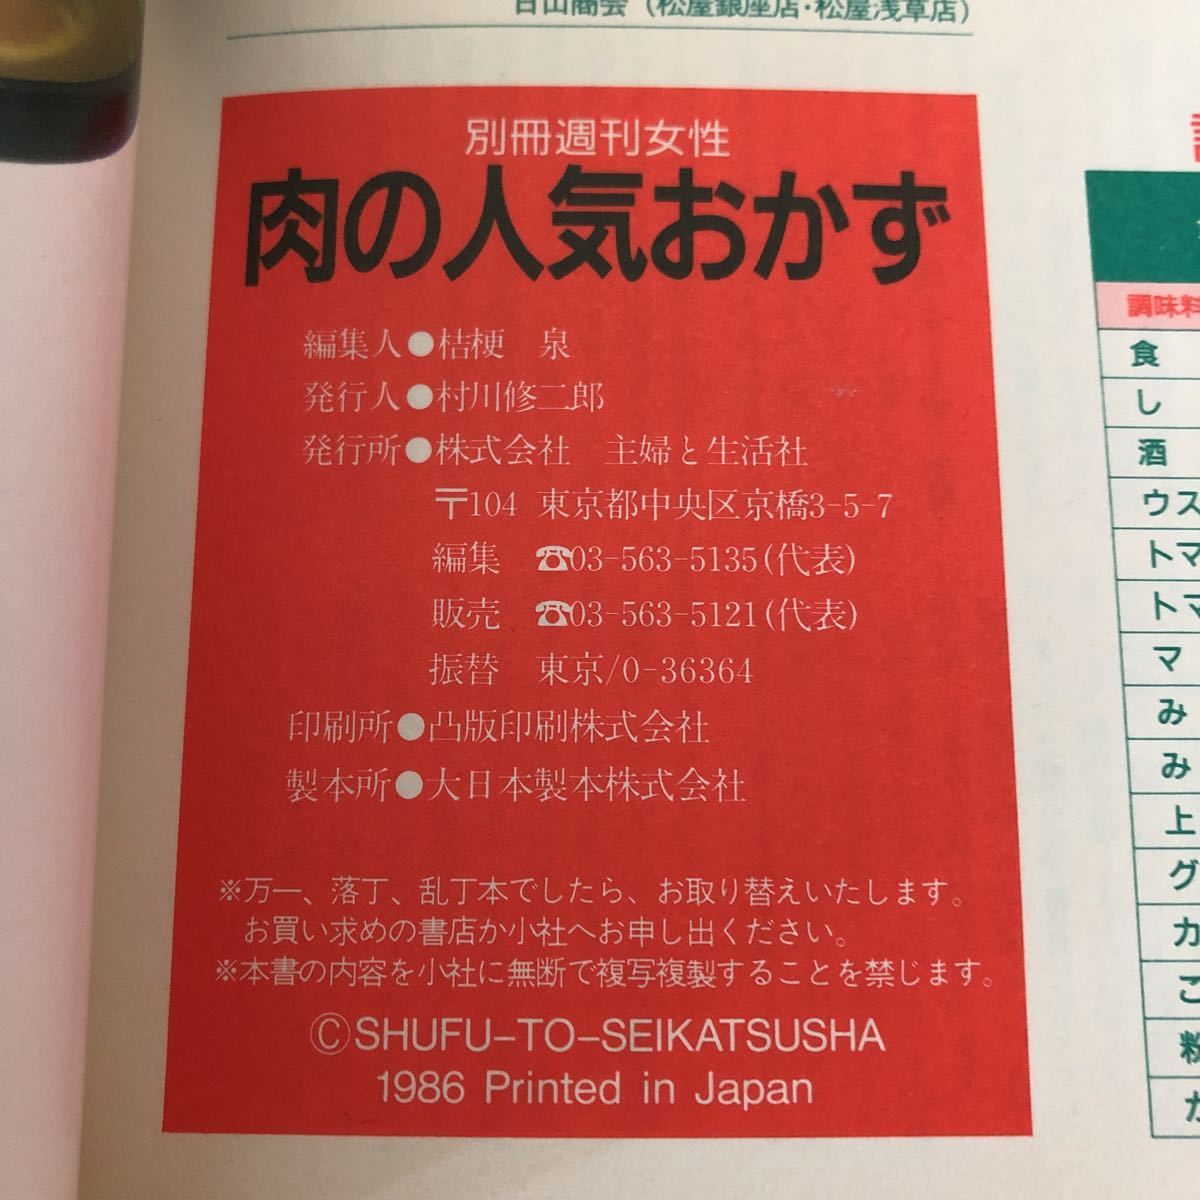 日山商会（松屋銀座店・松屋浅草店）
別冊週刊女性
肉の人気おかず
編集人●桔梗　泉
発行人●村川修二郎
発行所●株式会社　主婦と生活社
〒104　東京都中央区京橋3-5-7
編集　☎03-563-5135(代表)
販売　☎03-563-5121(代表)
振替　東京/0-36364
印刷所●凸版印刷株式会社
製本所●大日本製本株式会社
※万一、落丁、乱丁本でしたら、お取り替えいたします。
お買い求めの書店か小社へお申し出ください。
※本書の内容を小社に無断で複写複製することを禁じます。
©SHUFU-TO-SEIKATSUSHA
1986 Printed in Japan
調味料
食
し
酒
ウス
トマ
トマ
マ
み
み
上
グ
カ
こ
粉